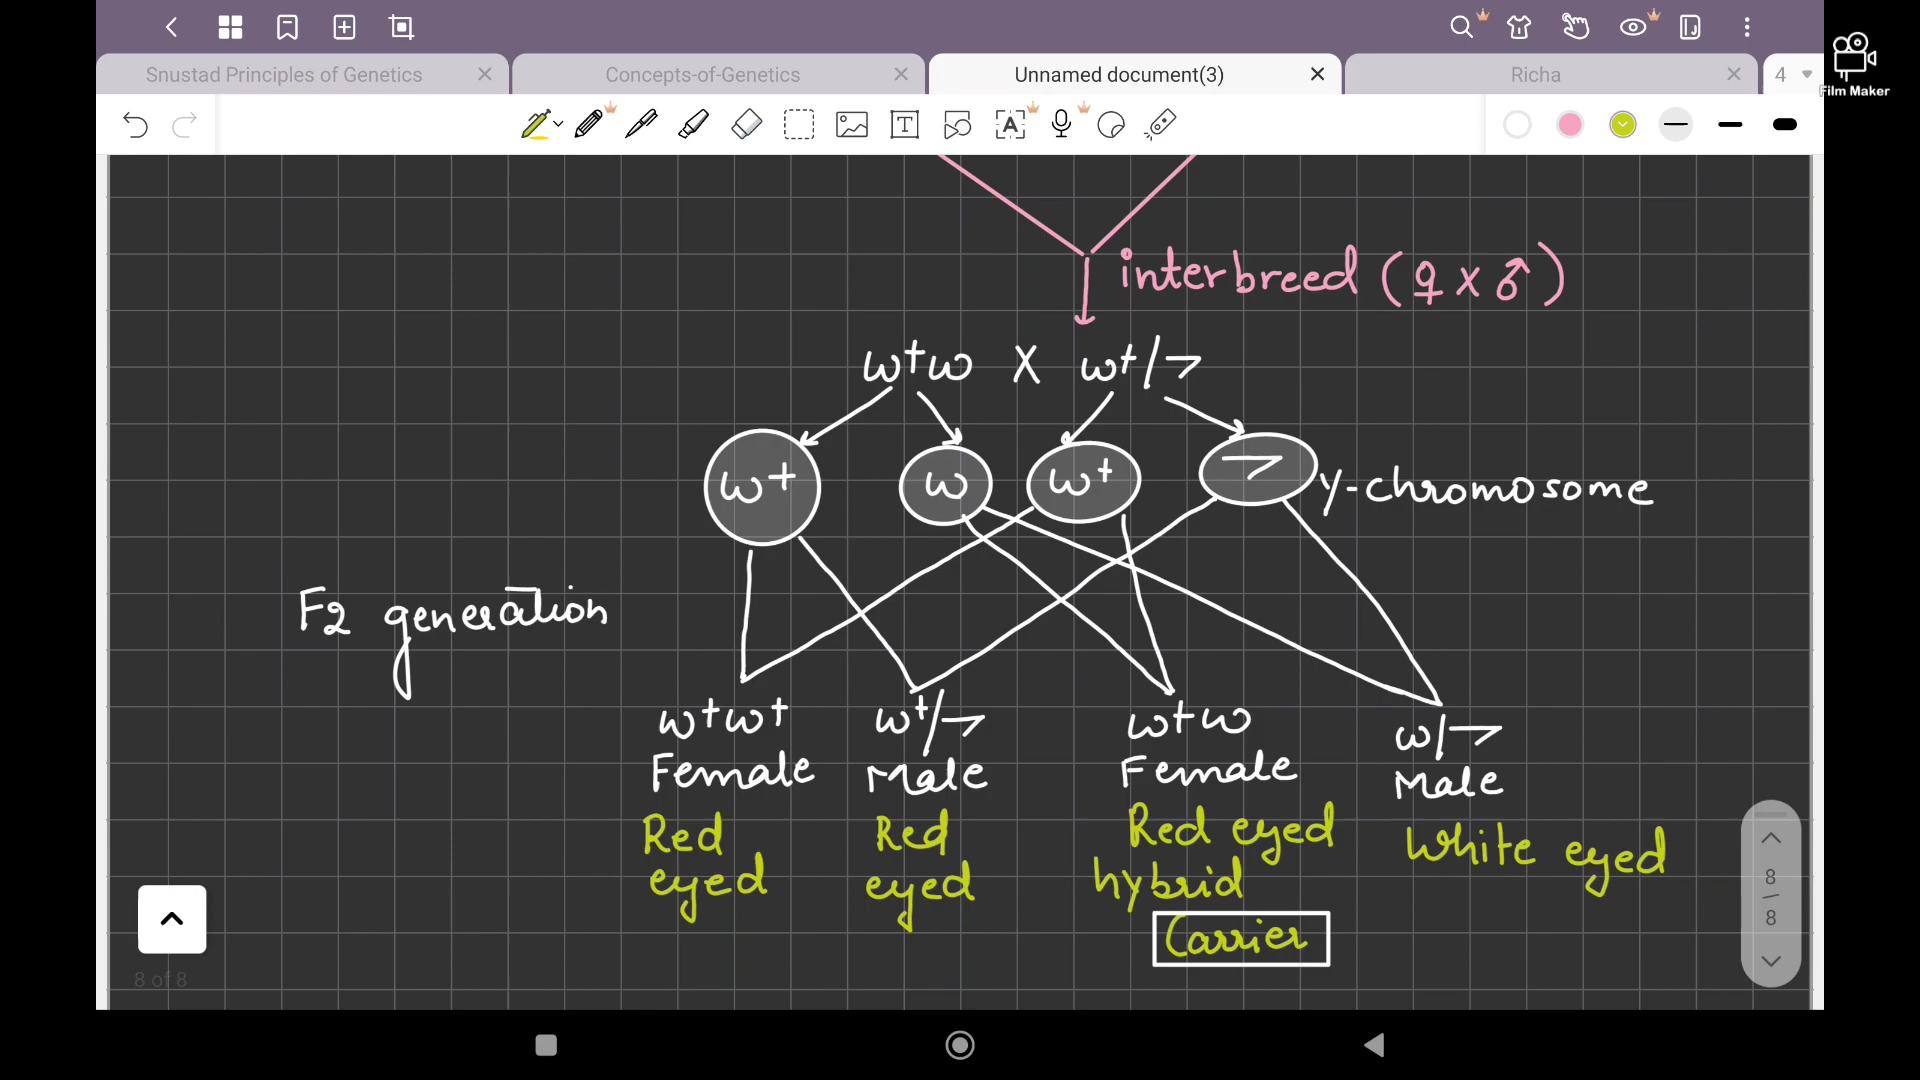 Snustad Principles of Genetics
Concepts-of-Genetics
Unnamed document(3)
Richa
4
Film Maker
interbreed (♀ X ♂)
w⁺w X w⁺/⇁
w⁺ w w⁺ ⇁ Y-chromosome
F2 generation
w⁺w⁺ w⁺/⇁ w⁺w w/⇁
Female Male Female Male
Red Red Red eyed White eyed
eyed eyed hybrid
Carrier
8
8
8 of 8